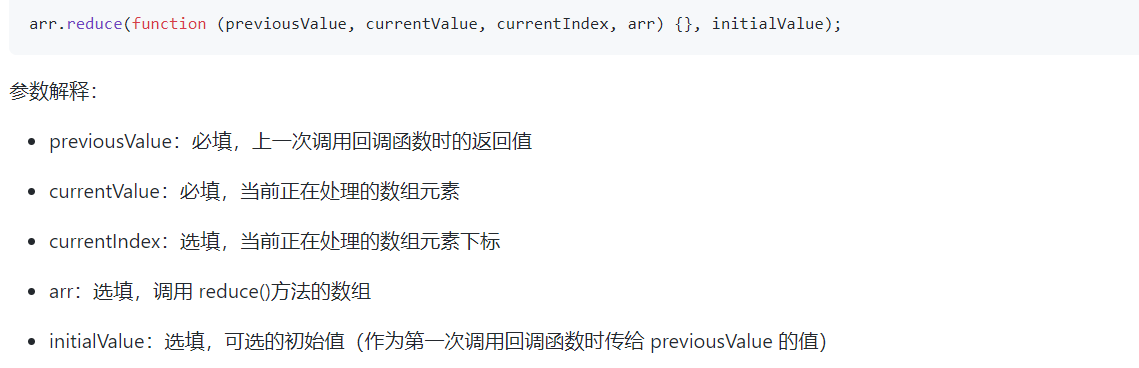 arr.reduce(function (previousValue, currentValue, currentIndex, arr) {}, initialValue);
参数解释：
previousValue：必填，上一次调用回调函数时的返回值
currentValue：必填，当前正在处理的数组元素
currentIndex：选填，当前正在处理的数组元素下标
arr：选填，调用 reduce()方法的数组
initialValue：选填，可选的初始值（作为第一次调用回调函数时传给 previousValue 的值）